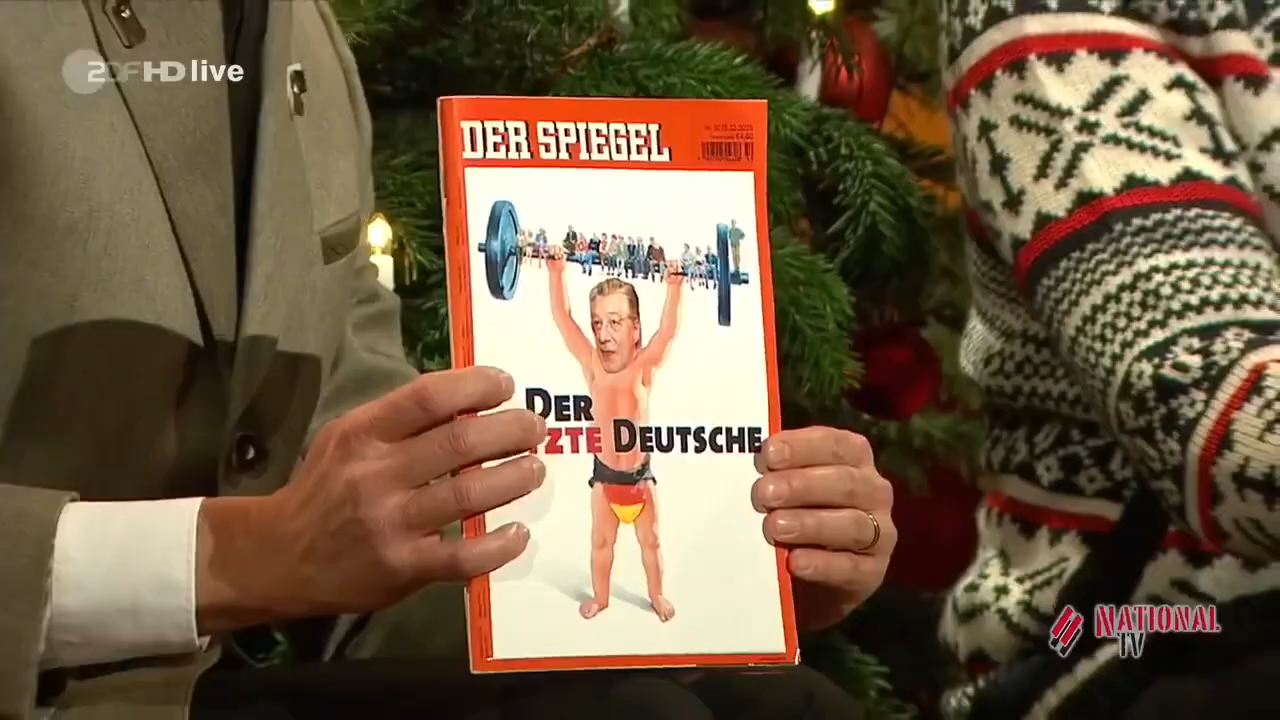 ZDF HD live
DER SPIEGEL
DER
ZTE DEUTSCHE
NATIONAL
TV